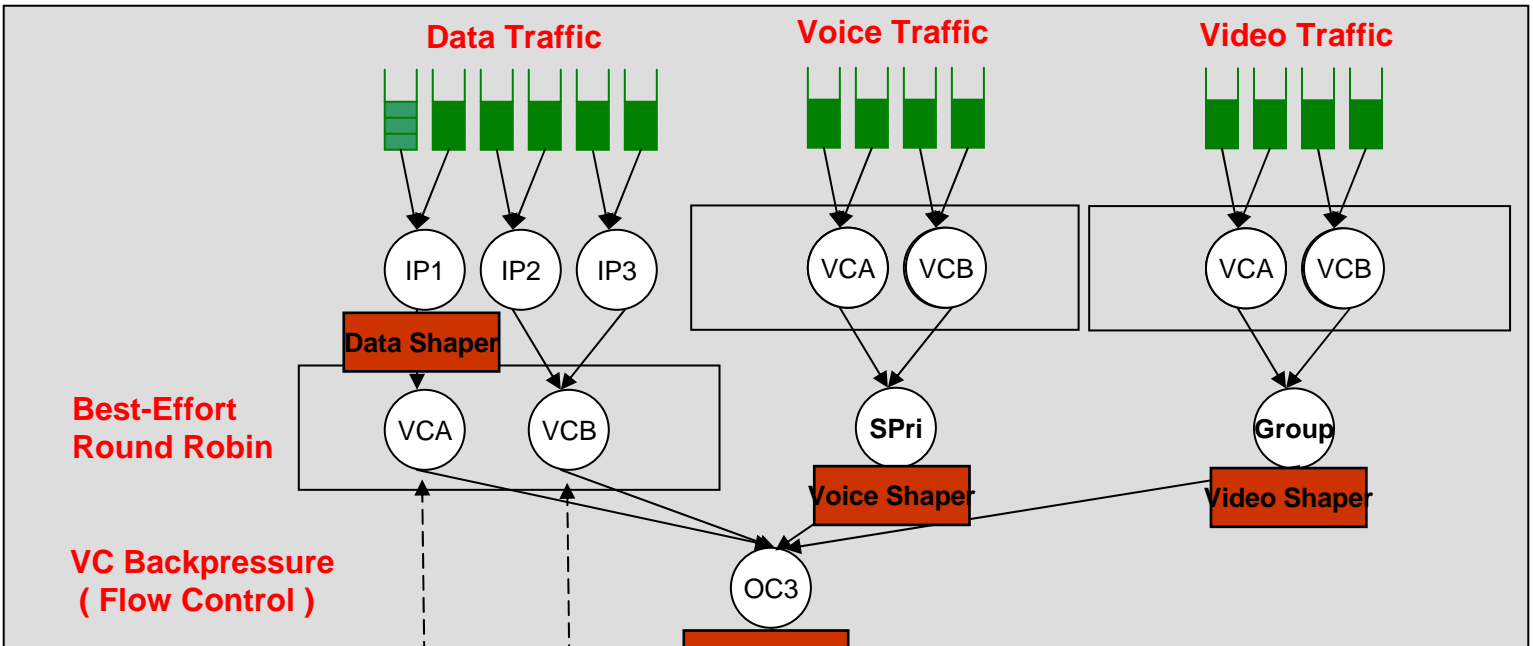 Data Traffic
Voice Traffic
Video Traffic
IP1
IP2
IP3
VCA
VCB
VCA
VCB
Data Shaper
Best-Effort
Round Robin
VCA
VCB
SPri
Group
Voice Shaper
Video Shaper
VC Backpressure
( Flow Control )
OC3